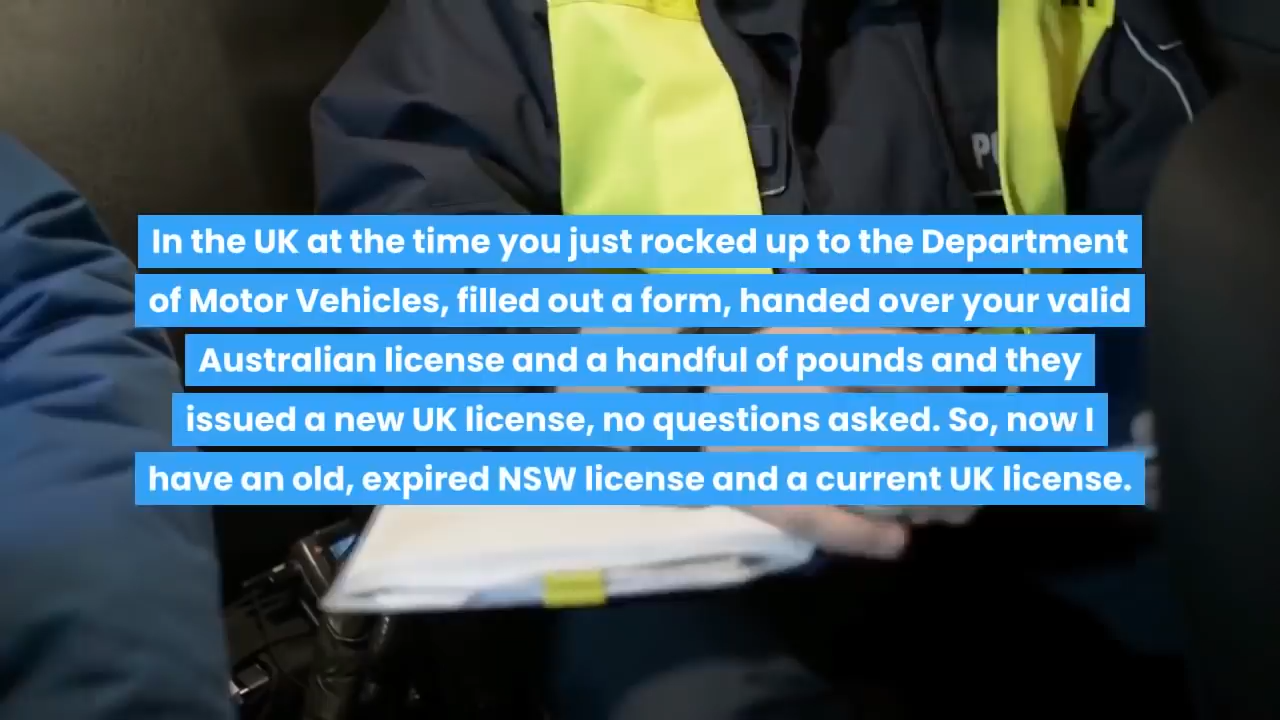 In the UK at the time you just rocked up to the Department
of Motor Vehicles, filled out a form, handed over your valid
Australian license and a handful of pounds and they
issued a new UK license, no questions asked. So, now I
have an old, expired NSW license and a current UK license.